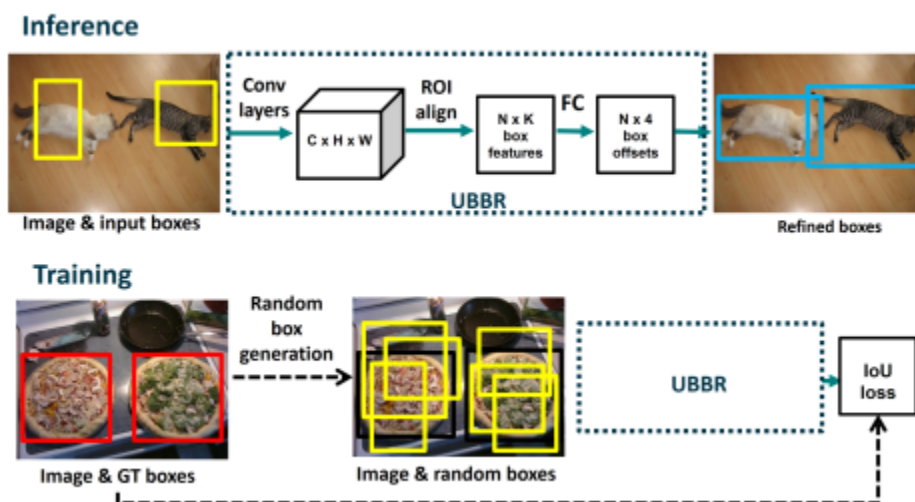 Inference
Conv
layers
ROI
align
FC
C x H x W
N x K
box
features
N x 4
box
offsets
UBBR
Image & input boxes
Refined boxes
Training
Random
box
generation
UBBR
IoU
loss
Image & GT boxes
Image & random boxes